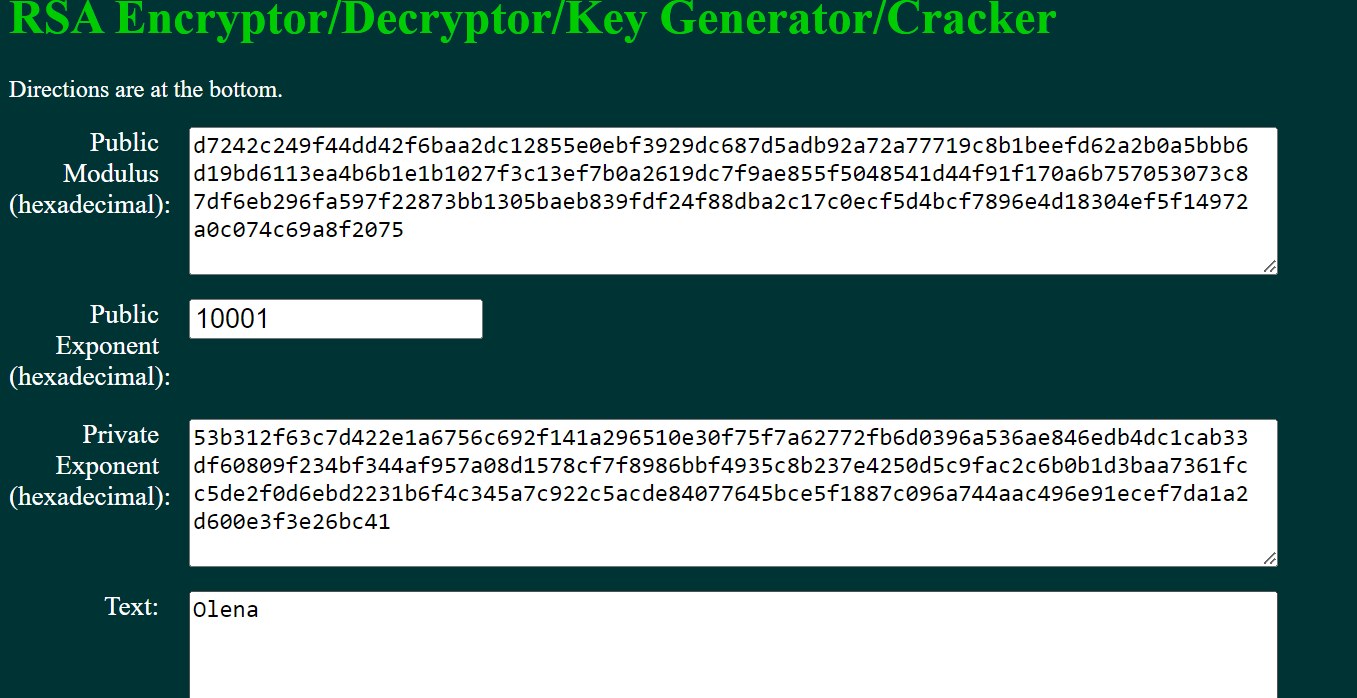 RSA Encryptor/Decryptor/Key Generator/Cracker
Directions are at the bottom.
Public
Modulus
(hexadecimal):
d7242c249f44dd42f6baa2dc12855e0ebf3929dc687d5adb92a72a77719c8b1beefd62a2b0a5bbb6
d19bd6113ea4b6b1e1b1027f3c13ef7b0a2619dc7f9ae855f5048541d44f91f170a6b757053073c8
7df6eb296fa597f22873bb1305baeb839fdf24f88dba2c17c0ecf5d4bcf7896e4d18304ef5f14972
a0c074c69a8f2075
Public
Exponent
(hexadecimal):
10001
Private
Exponent
(hexadecimal):
53b312f63c7d422e1a6756c692f141a296510e30f75f7a62772fb6d0396a536ae846edb4dc1cab33
df60809f234bf344af957a08d1578cf7f8986bbf4935c8b237e4250d5c9fac2c6b0b1d3baa7361fc
c5de2f0d6ebd2231b6f4c345a7c922c5acde84077645bce5f1887c096a744aac496e91ecef7da1a2
d600e3f3e26bc41
Text:
Olena